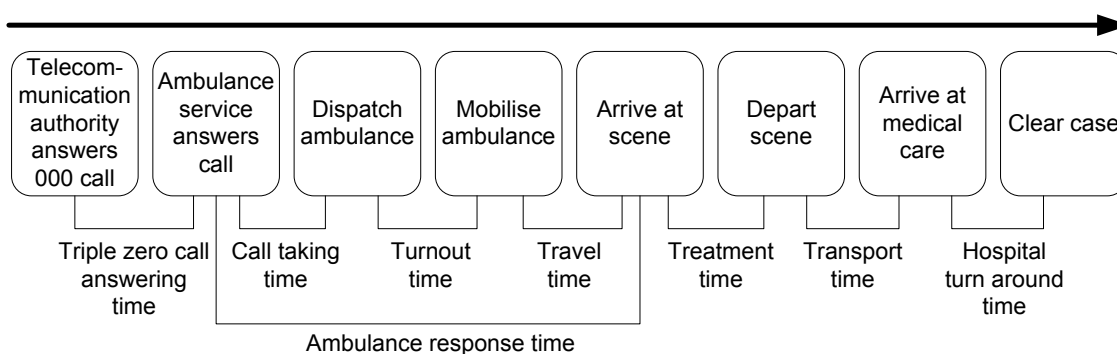 Telecom-
munication
authority
answers
000 call
Ambulance
service
answers
call
Dispatch
ambulance
Mobilise
ambulance
Arrive at
scene
Depart
scene
Arrive at
medical
care
Clear case
Triple zero call
answering
time
Call taking
time
Turnout
time
Travel
time
Treatment
time
Transport
time
Hospital
turn around
time
Ambulance response time